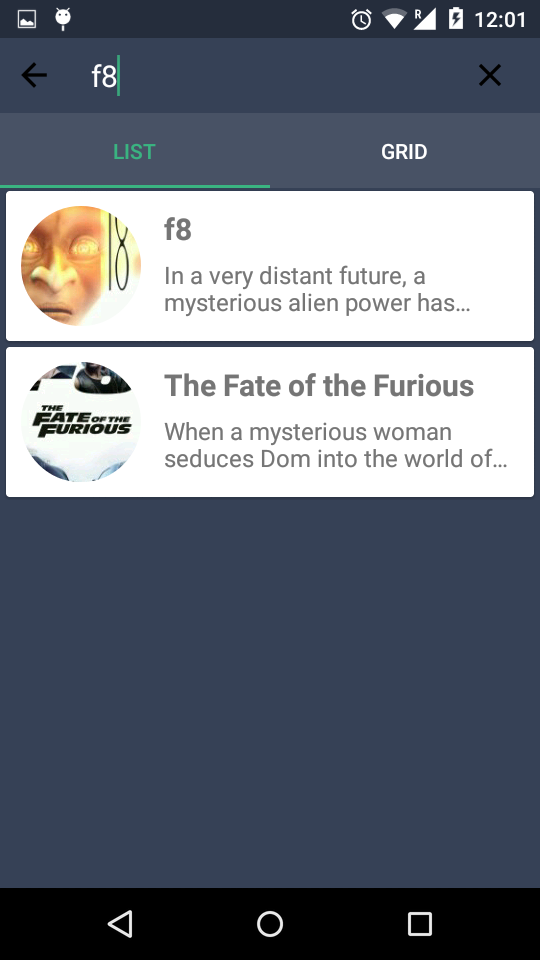 R
12:01
f8
LIST
GRID
f8
In a very distant future, a
mysterious alien power has...
THE
FATE OF THE
FURIOUS
The Fate of the Furious
When a mysterious woman
seduces Dom into the world of...